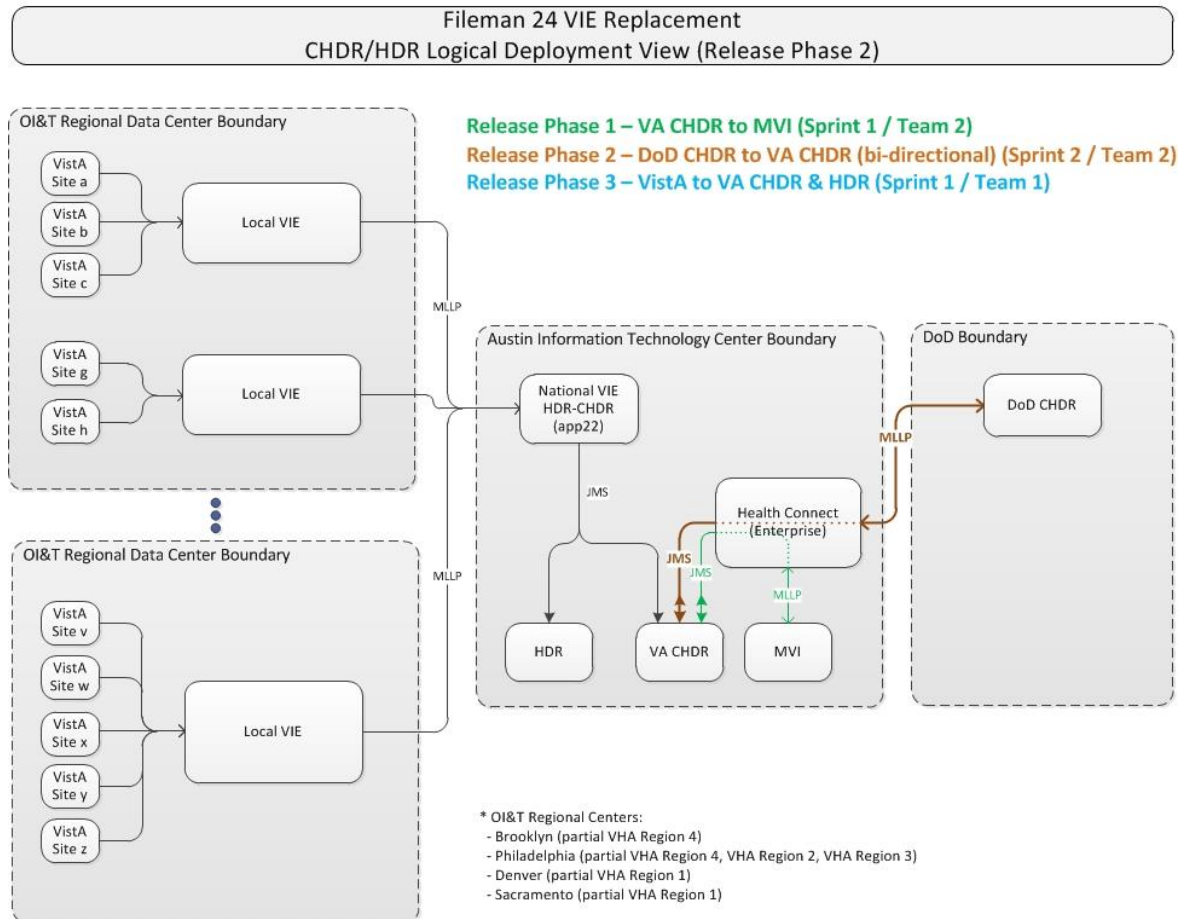 Fileman 24 VIE Replacement
CHDR/HDR Logical Deployment View (Release Phase 2)
OI&T Regional Data Center Boundary
VistA
Site a
VistA
Site b
VistA
Site c
Local VIE
VistA
Site g
VistA
Site h
Local VIE
Release Phase 1 – VA CHDR to MVI (Sprint 1 / Team 2)
Release Phase 2 – DoD CHDR to VA CHDR (bi-directional) (Sprint 2 / Team 2)
Release Phase 3 – VistA to VA CHDR & HDR (Sprint 1 / Team 1)
MLLP
Austin Information Technology Center Boundary
National VIE
HDR-CHDR
(app22)
JMS
Health Connect
(Enterprise)
JMS
JMS
MLLP
HDR
VA CHDR
MVI
MLLP
DoD Boundary
DoD CHDR
OI&T Regional Data Center Boundary
VistA
Site v
VistA
Site w
VistA
Site x
VistA
Site y
VistA
Site z
Local VIE
MLLP
* OI&T Regional Centers:
- Brooklyn (partial VHA Region 4)
- Philadelphia (partial VHA Region 4, VHA Region 2, VHA Region 3)
- Denver (partial VHA Region 1)
- Sacramento (partial VHA Region 1)